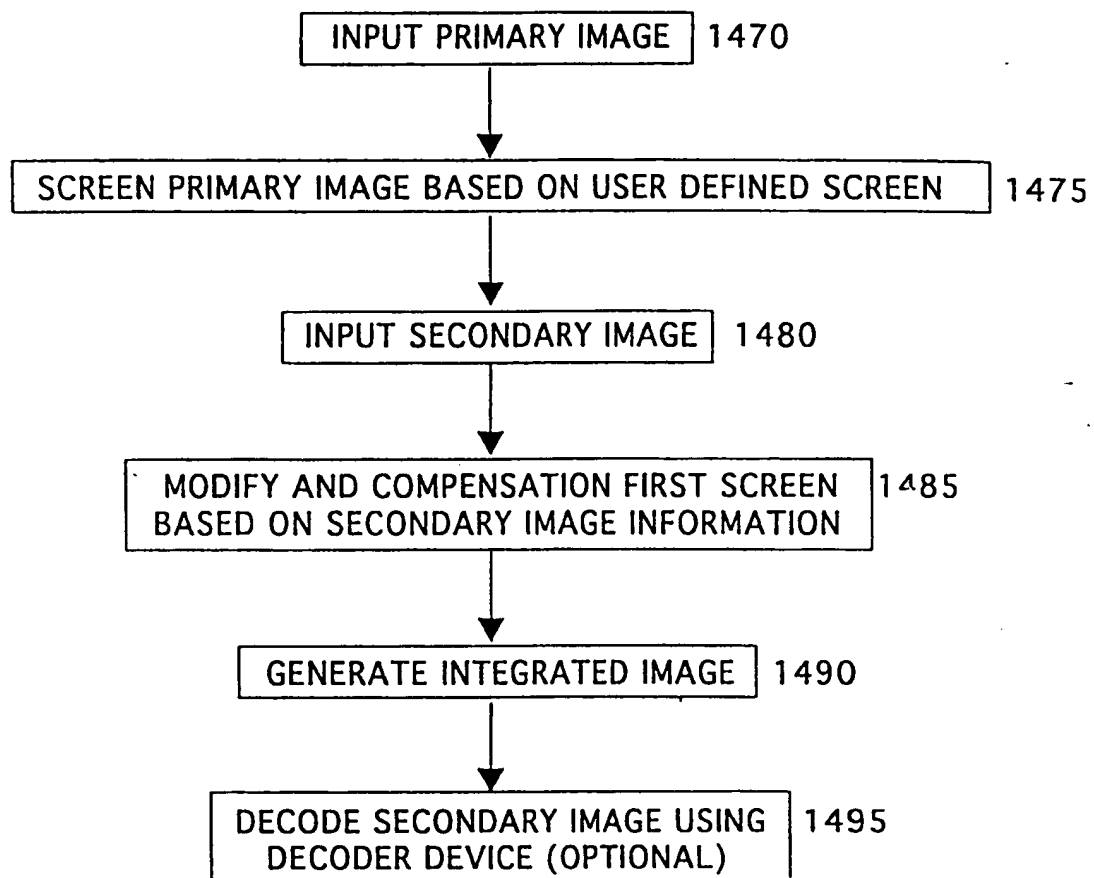 INPUT PRIMARY IMAGE 1470
SCREEN PRIMARY IMAGE BASED ON USER DEFINED SCREEN 1475
INPUT SECONDARY IMAGE 1480
MODIFY AND COMPENSATION FIRST SCREEN 1485
BASED ON SECONDARY IMAGE INFORMATION
GENERATE INTEGRATED IMAGE 1490
DECODE SECONDARY IMAGE USING 1495
DECODER DEVICE (OPTIONAL)